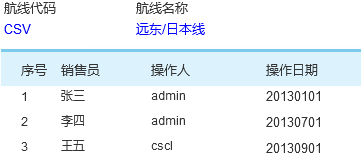 航线代码 航线名称
CSV 远东/日本线
序号 销售员 操作人 操作日期
1 张三 admin 20130101
2 李四 admin 20130701
3 王五 cscl 20130901